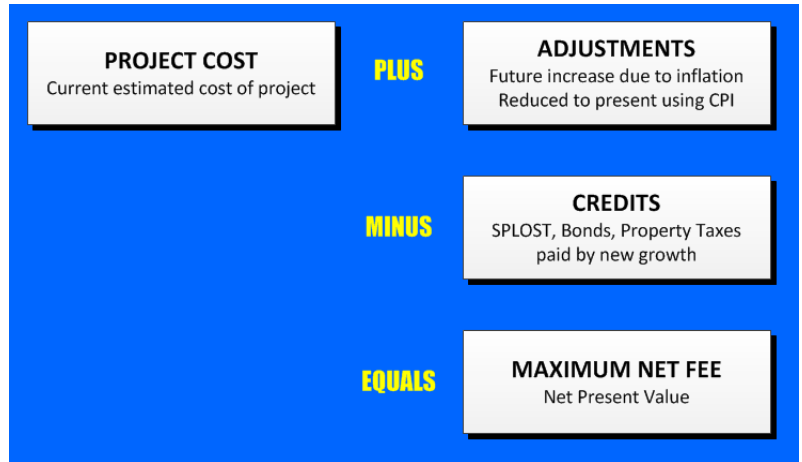 PROJECT COST
Current estimated cost of project
PLUS
ADJUSTMENTS
Future increase due to inflation
Reduced to present using CPI
MINUS
CREDITS
SPLOST, Bonds, Property Taxes
paid by new growth
EQUALS
MAXIMUM NET FEE
Net Present Value